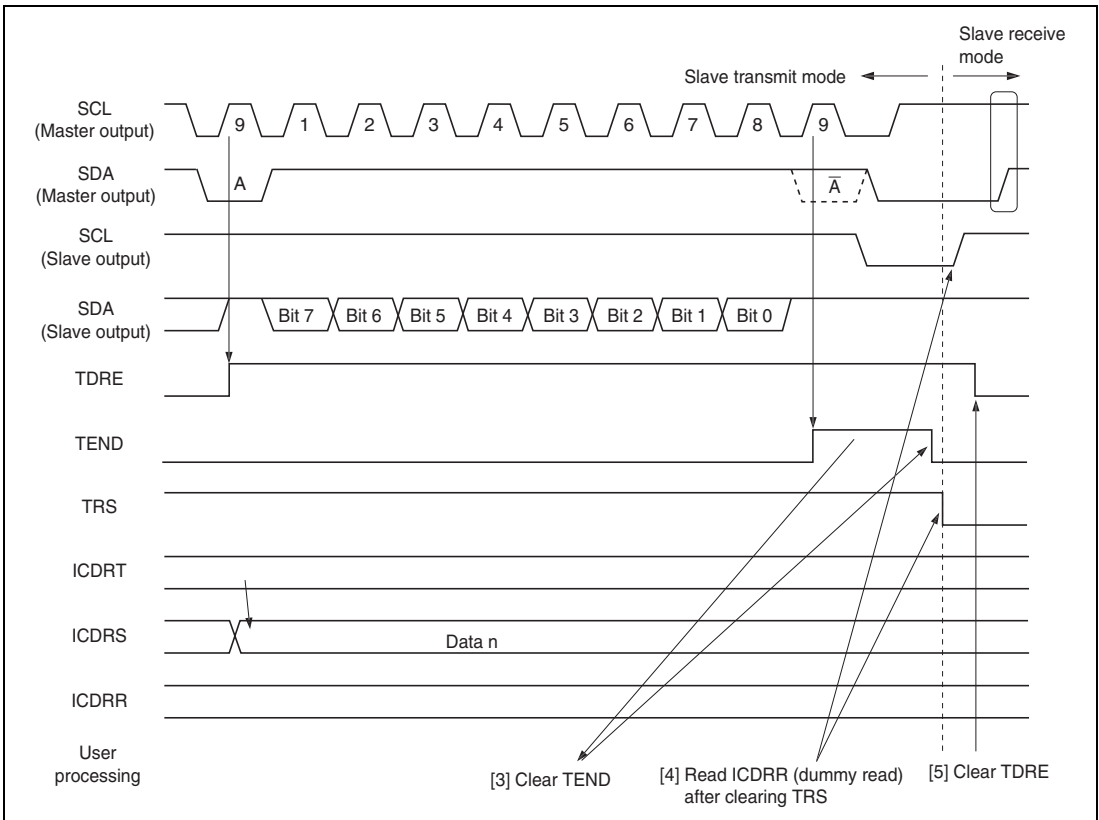 Slave receive
mode
Slave transmit mode
SCL
(Master output)
9 1 2 3 4 5 6 7 8 9
SDA
(Master output)
A A̅
SCL
(Slave output)
SDA
(Slave output)
Bit 7 Bit 6 Bit 5 Bit 4 Bit 3 Bit 2 Bit 1 Bit 0
TDRE
TEND
TRS
ICDRT
ICDRS
Data n
ICDRR
User
processing
[3] Clear TEND
[4] Read ICDRR (dummy read)
after clearing TRS
[5] Clear TDRE